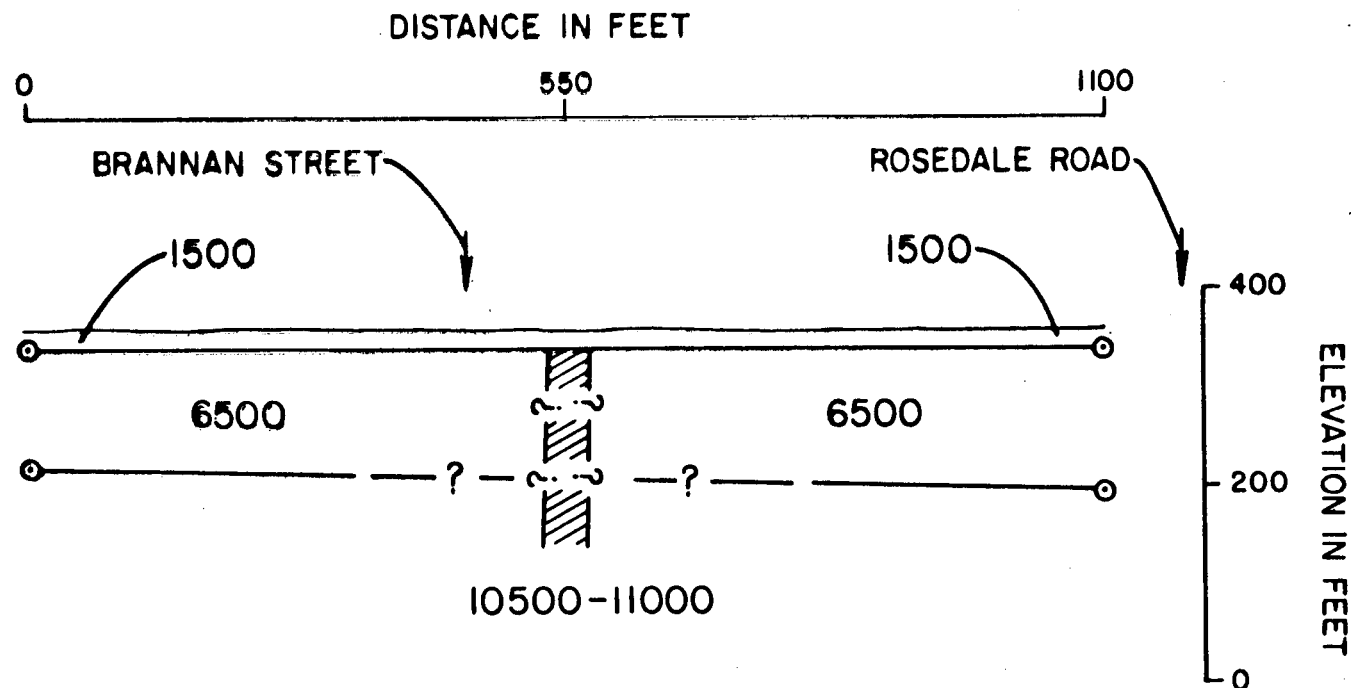 DISTANCE IN FEET
0 550 1100
BRANNAN STREET ROSEDALE ROAD
1500 1500
400
6500 6500
? ?
? ? ? ?
200
10500-11000
0
ELEVATION IN FEET